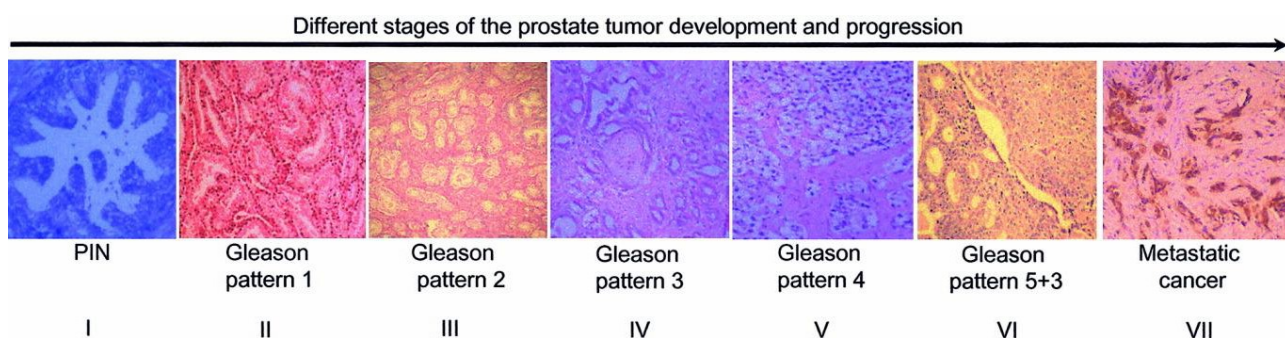 Different stages of the prostate tumor development and progression
PIN
Gleason
pattern 1
Gleason
pattern 2
Gleason
pattern 3
Gleason
pattern 4
Gleason
pattern 5+3
Metastatic
cancer
I
II
III
IV
V
VI
VII